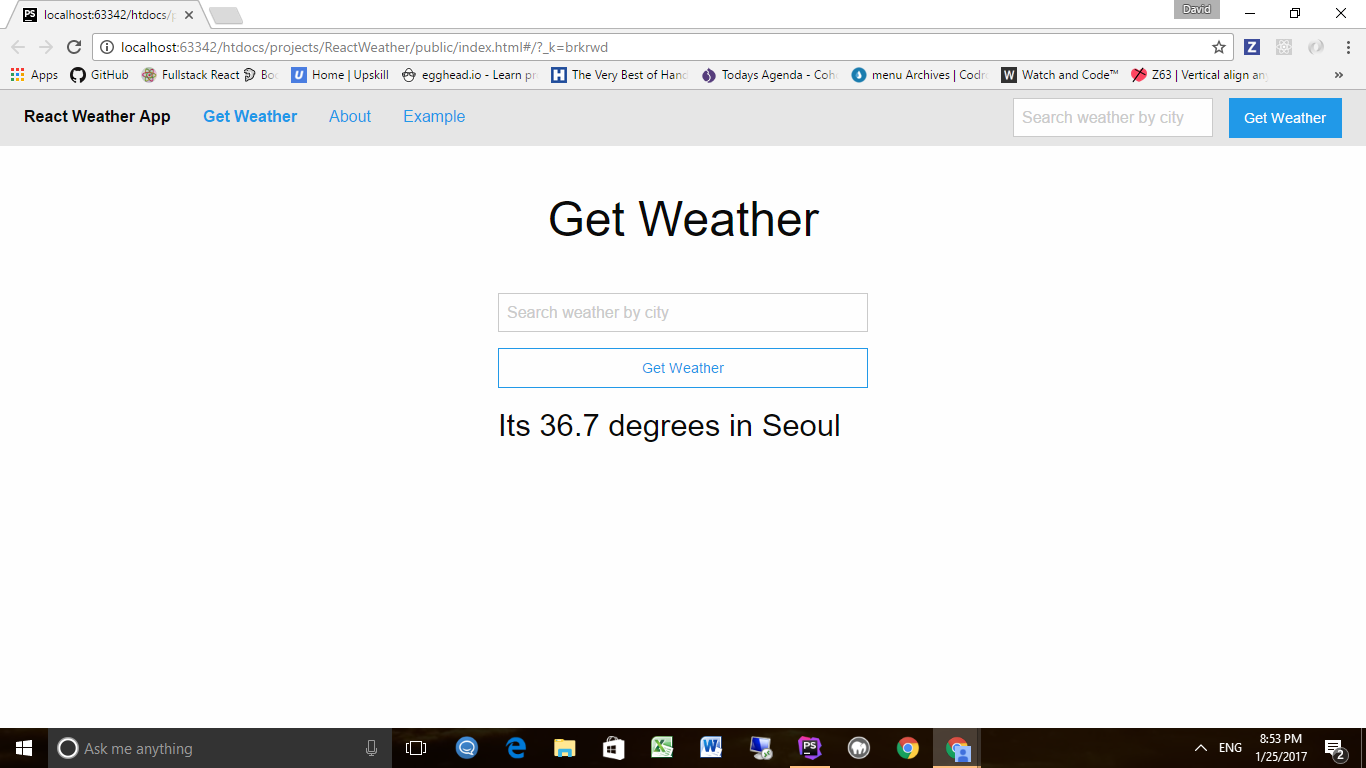 localhost:63342/htdocs/p
David
localhost:63342/htdocs/projects/ReactWeather/public/index.html#/?_k=brkrwd
Apps GitHub Fullstack React Boo Home | Upskill egghead.io - Learn pr The Very Best of Hand Todays Agenda - Coh menu Archives | Codr Watch and Code™ Z63 | Vertical align any »
React Weather App Get Weather About Example Search weather by city Get Weather
Get Weather
Search weather by city
Get Weather
Its 36.7 degrees in Seoul
Ask me anything
ENG
8:53 PM
1/25/2017
2